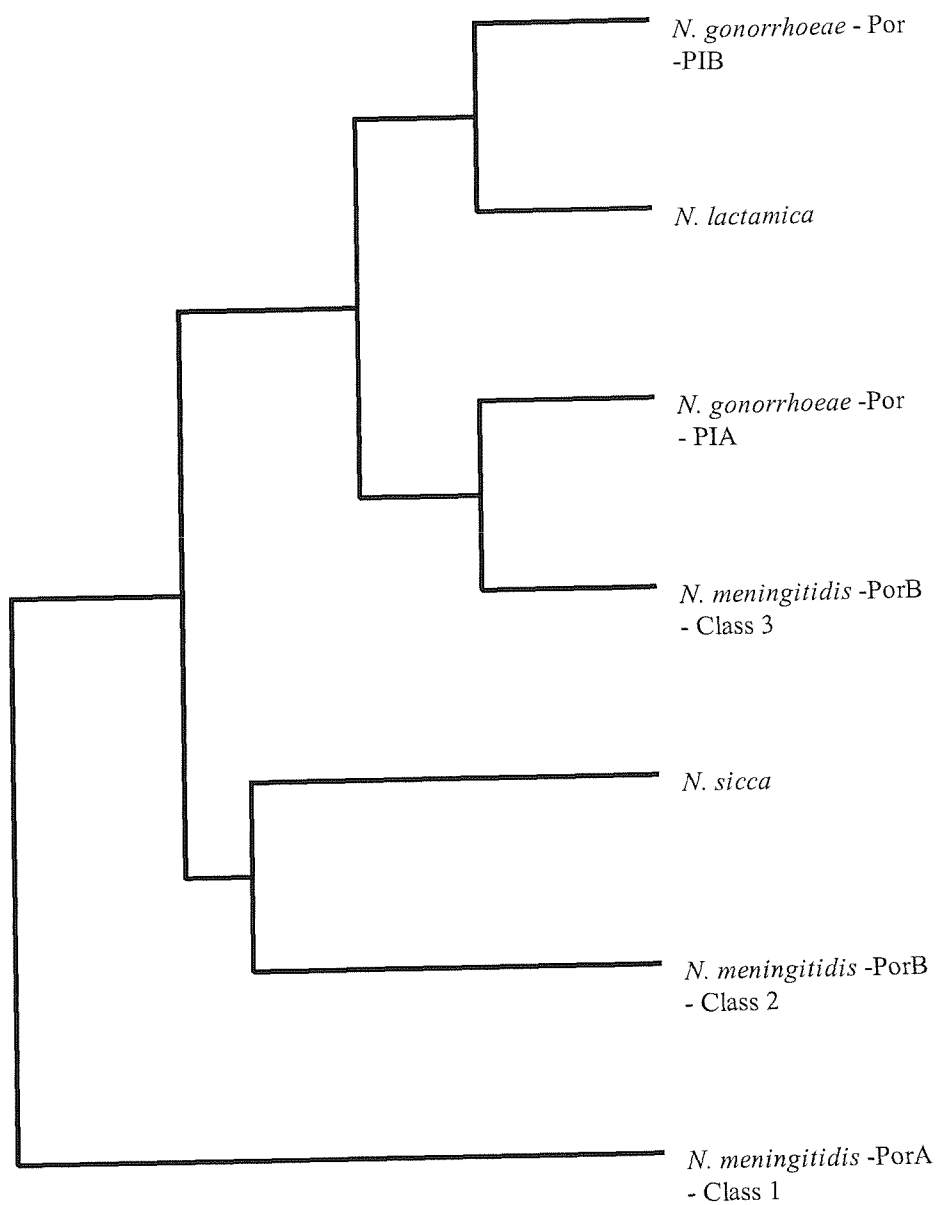 N. gonorrhoeae - Por
-PIB
N. lactamica
N. gonorrhoeae -Por
- PIA
N. meningitidis -PorB
- Class 3
N. sicca
N. meningitidis -PorB
- Class 2
N. meningitidis -PorA
- Class 1